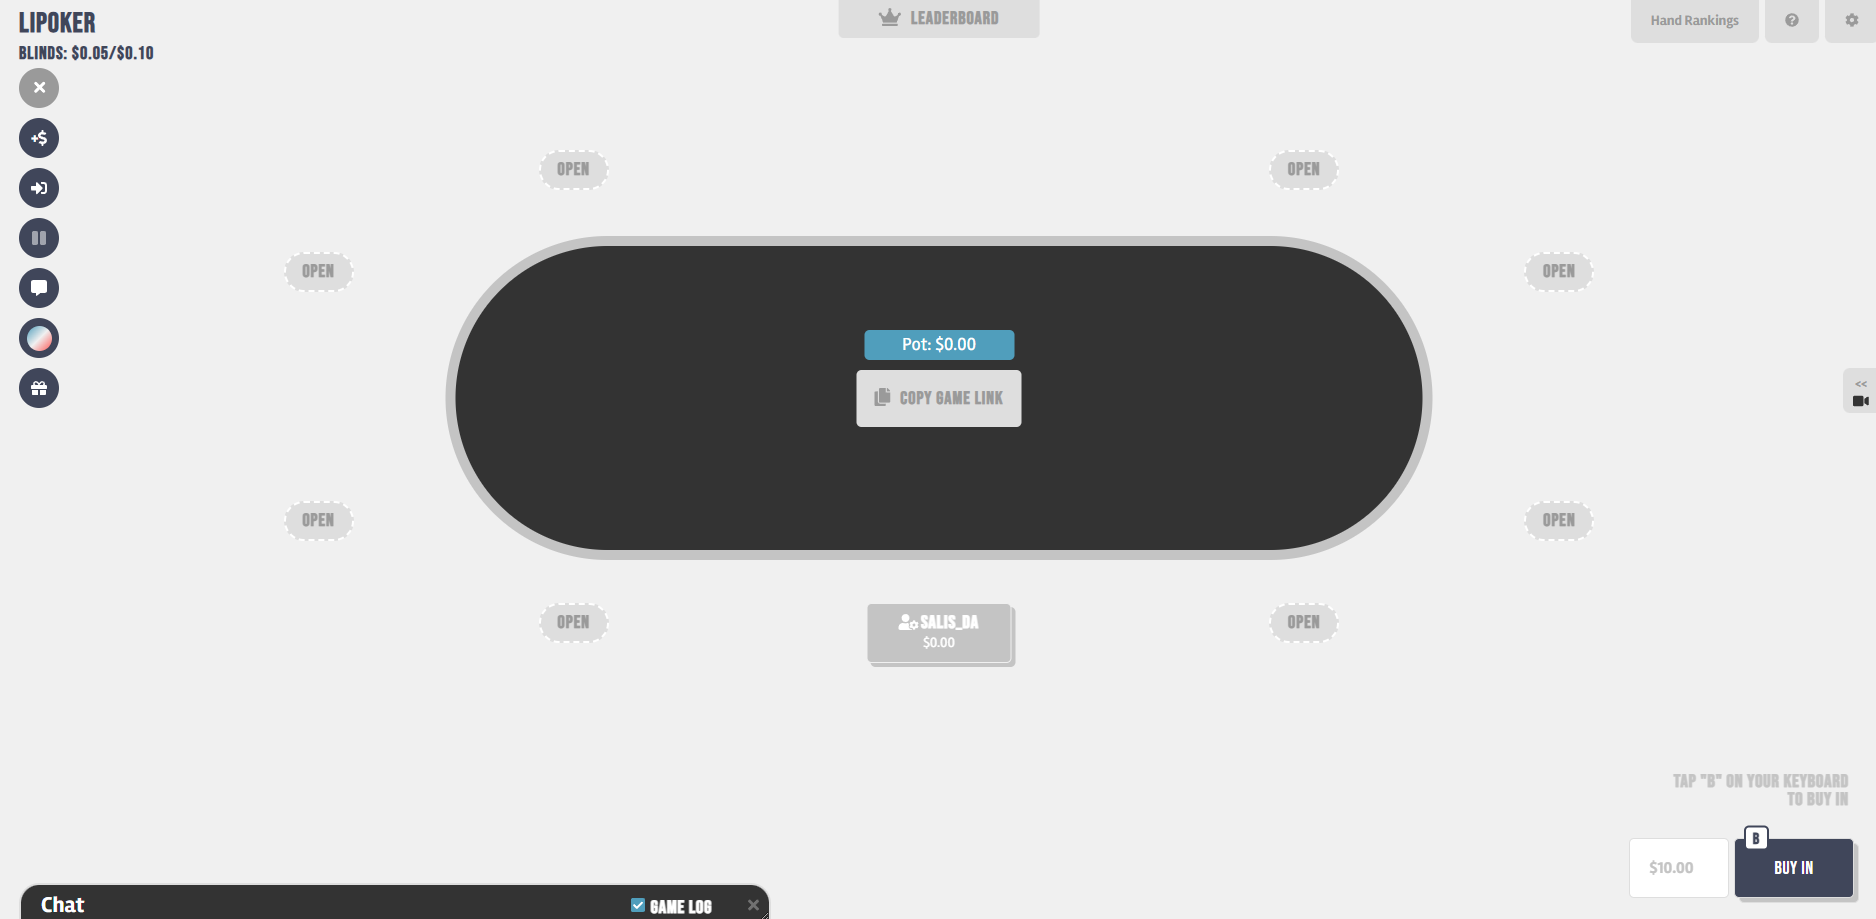 LIPOKER
BLINDS: $0.05/$0.10
LEADERBOARD
Hand Rankings
OPEN
OPEN
OPEN
OPEN
Pot: $0.00
COPY GAME LINK
<<
OPEN
OPEN
OPEN
SALIS_DA
$0.00
OPEN
TAP "B" ON YOUR KEYBOARD
TO BUY IN
B
$10.00
BUY IN
Chat
GAME LOG